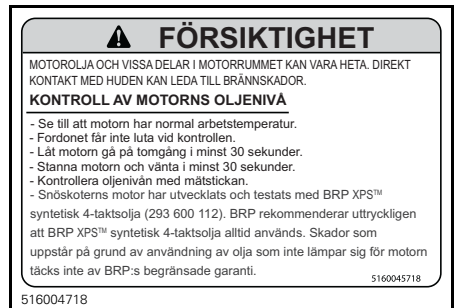 FÖRSIKTIGHET
MOTOROLJA OCH VISSA DELAR I MOTORRUMMET KAN VARA HETA. DIREKT
KONTAKT MED HUDEN KAN LEDA TILL BRÄNNSKADOR.
KONTROLL AV MOTORNS OLJENIVÅ
- Se till att motorn har normal arbetstemperatur.
- Fordonet får inte luta vid kontrollen.
- Låt motorn gå på tomgång i minst 30 sekunder.
- Stanna motorn och vänta i minst 30 sekunder.
- Kontrollera oljenivån med mätstickan.
- Snöskoterns motor har utvecklats och testats med BRP XPS™
syntetisk 4-taktsolja (293 600 112). BRP rekommenderar uttryckligen
att BRP XPS™ syntetisk 4-taktsolja alltid används. Skador som
uppstår på grund av användning av olja som inte lämpar sig för motorn
täcks inte av BRP:s begränsade garanti.
5160045718
516004718